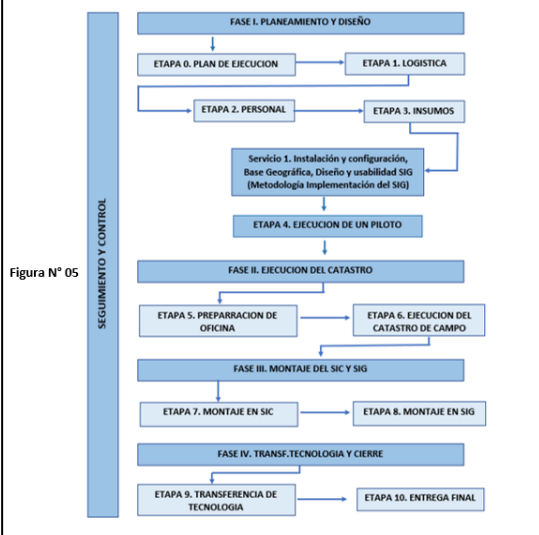 FASE I. PLANEAMIENTO Y DISEÑO
ETAPA 0. PLAN DE EJECUCION
ETAPA 1. LOGISTICA
ETAPA 2. PERSONAL
ETAPA 3. INSUMOS
Servicio 1. Instalación y configuración,
Base Geográfica, Diseño y usabilidad SIG
(Metodología Implementación del SIG)
ETAPA 4. EJECUCION DE UN PILOTO
Figura N° 05
SEGUIMIENTO Y CONTROL
FASE II. EJECUCION DEL CATASTRO
ETAPA 5. PREPARRACION DE
OFICINA
ETAPA 6. EJECUCION DEL
CATASTRO DE CAMPO
FASE III. MONTAJE DEL SIC Y SIG
ETAPA 7. MONTAJE EN SIC
ETAPA 8. MONTAJE EN SIG
FASE IV. TRANSF.TECNOLOGIA Y CIERRE
ETAPA 9. TRANSFERENCIA DE
TECNOLOGIA
ETAPA 10. ENTREGA FINAL